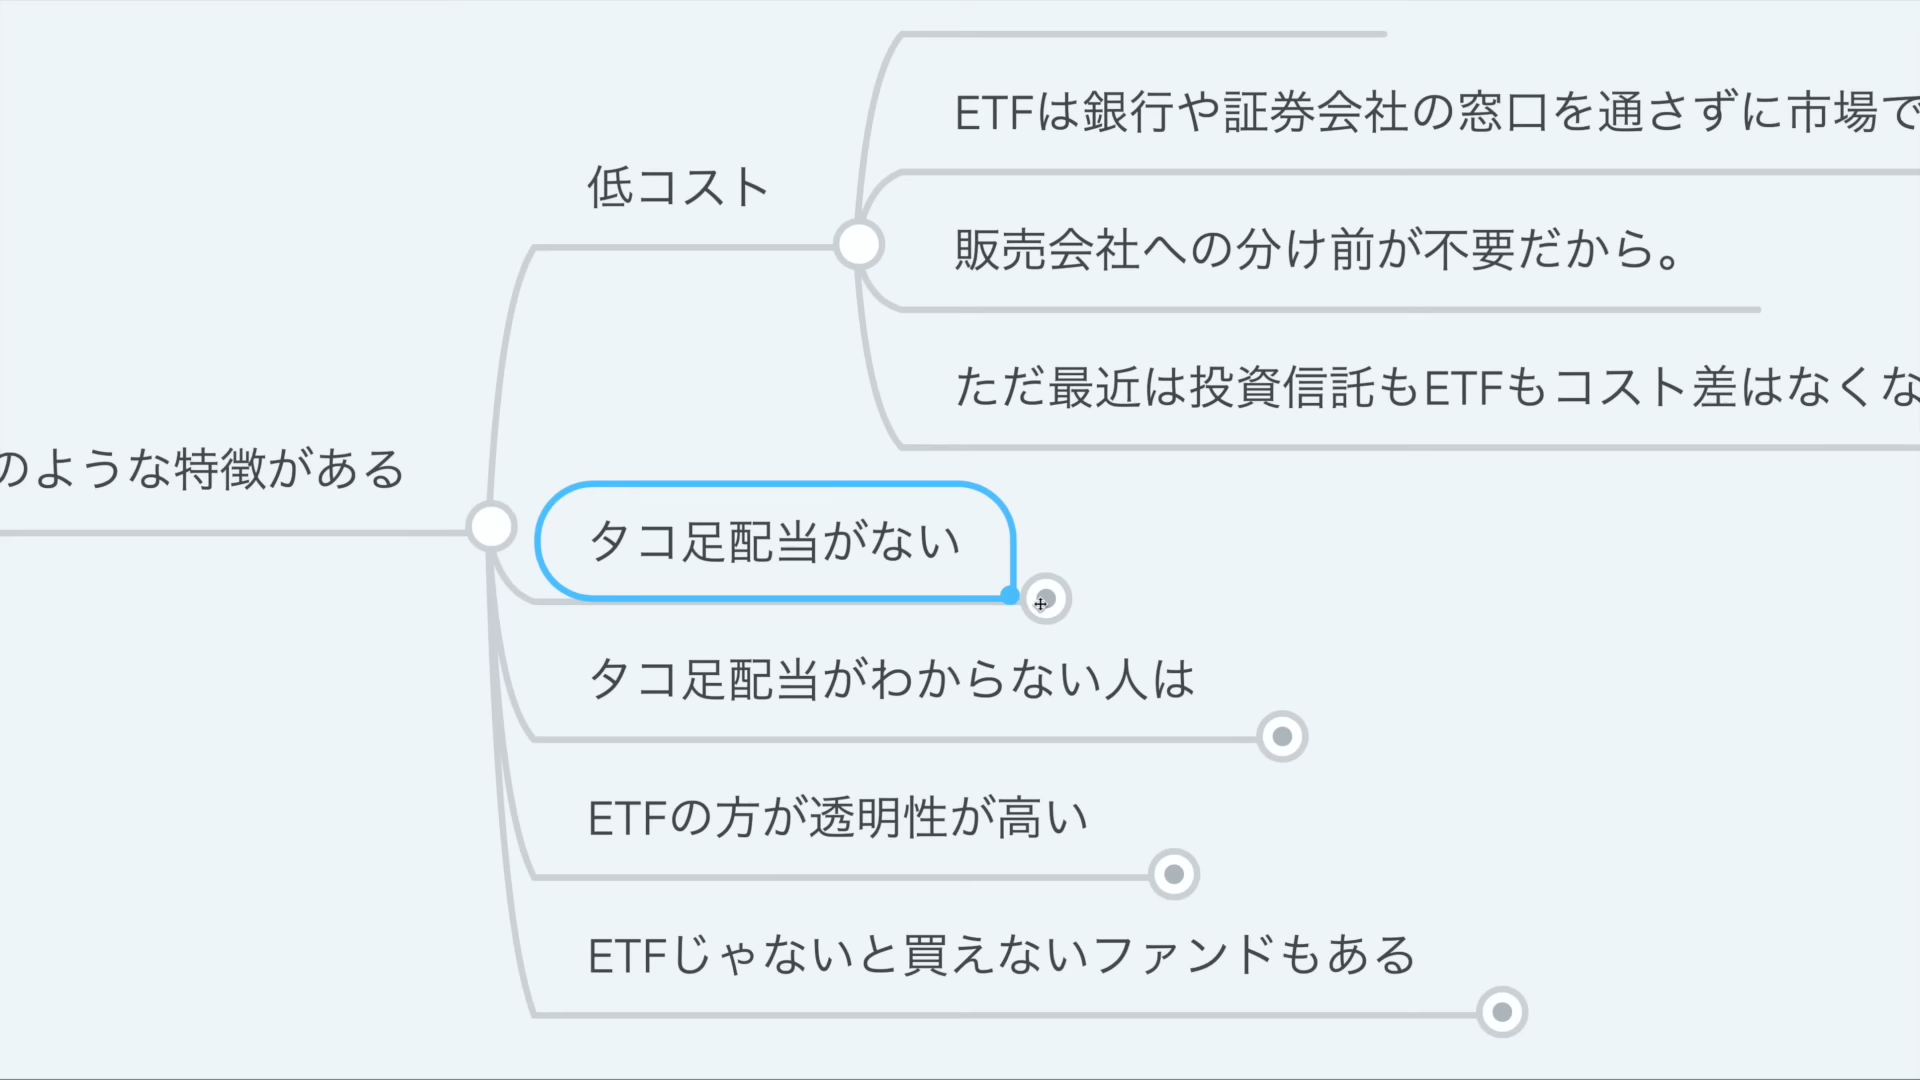 ETFは銀行や証券会社の窓口を通さずに市場で
低コスト
販売会社への分け前が不要だから。
ただ最近は投資信託もETFもコスト差はなくな
のような特徴がある
タコ足配当がない
タコ足配当がわからない人は
ETFの方が透明性が高い
ETFじゃないと買えないファンドもある